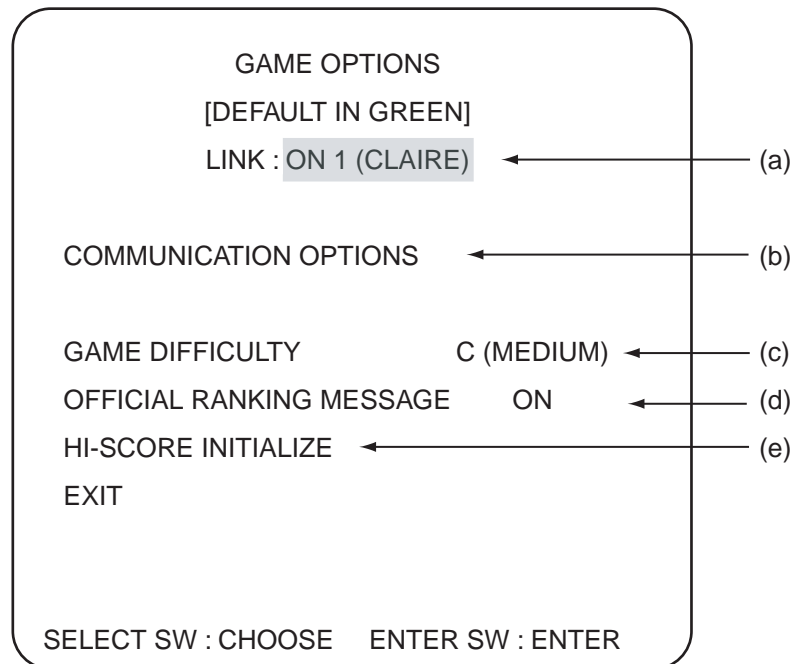 GAME OPTIONS
[DEFAULT IN GREEN]
LINK : ON 1 (CLAIRE) (a)
COMMUNICATION OPTIONS (b)
GAME DIFFICULTY C (MEDIUM) (c)
OFFICIAL RANKING MESSAGE ON (d)
HI-SCORE INITIALIZE (e)
EXIT
SELECT SW : CHOOSE ENTER SW : ENTER